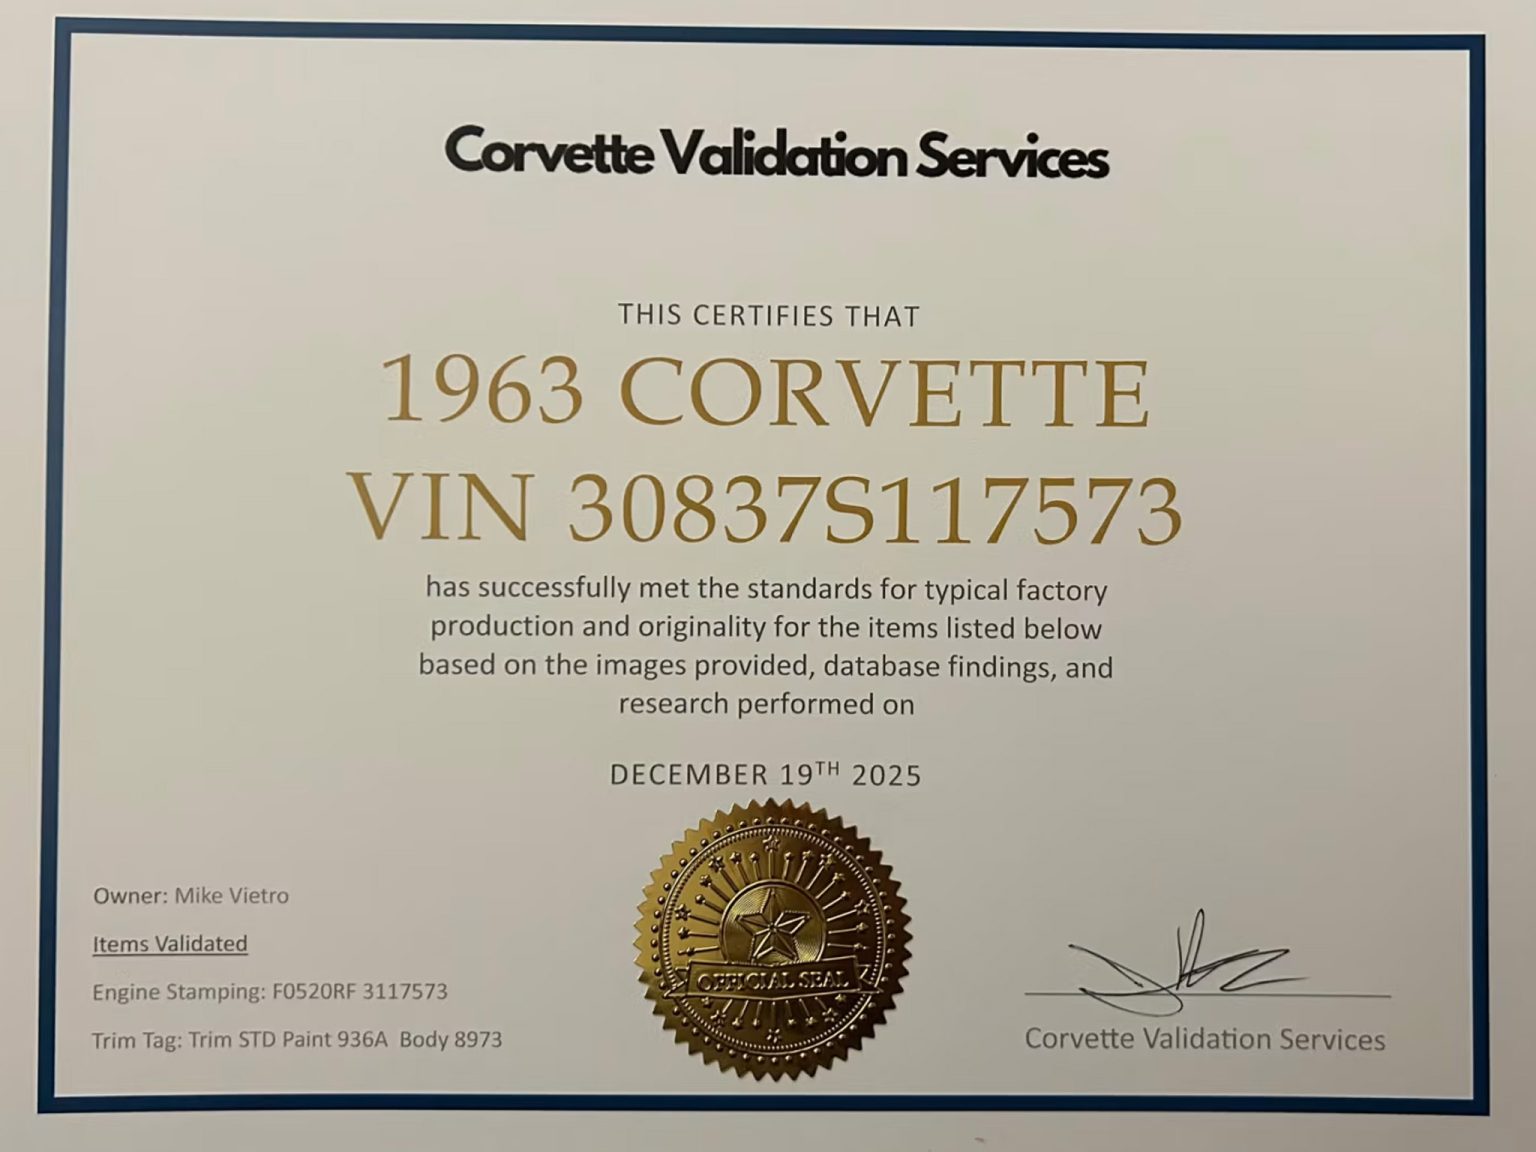 Corvette Validation Services
THIS CERTIFIES THAT
1963 CORVETTE
VIN 30837S117573
has successfully met the standards for typical factory
production and originality for the items listed below
based on the images provided, database findings, and
research performed on
DECEMBER 19TH 2025
Owner: Mike Vietro
Items Validated
Engine Stamping: F0520RF 3117573
Trim Tag: Trim STD Paint 936A  Body 8973
OFFICIAL SEAL
Corvette Validation Services